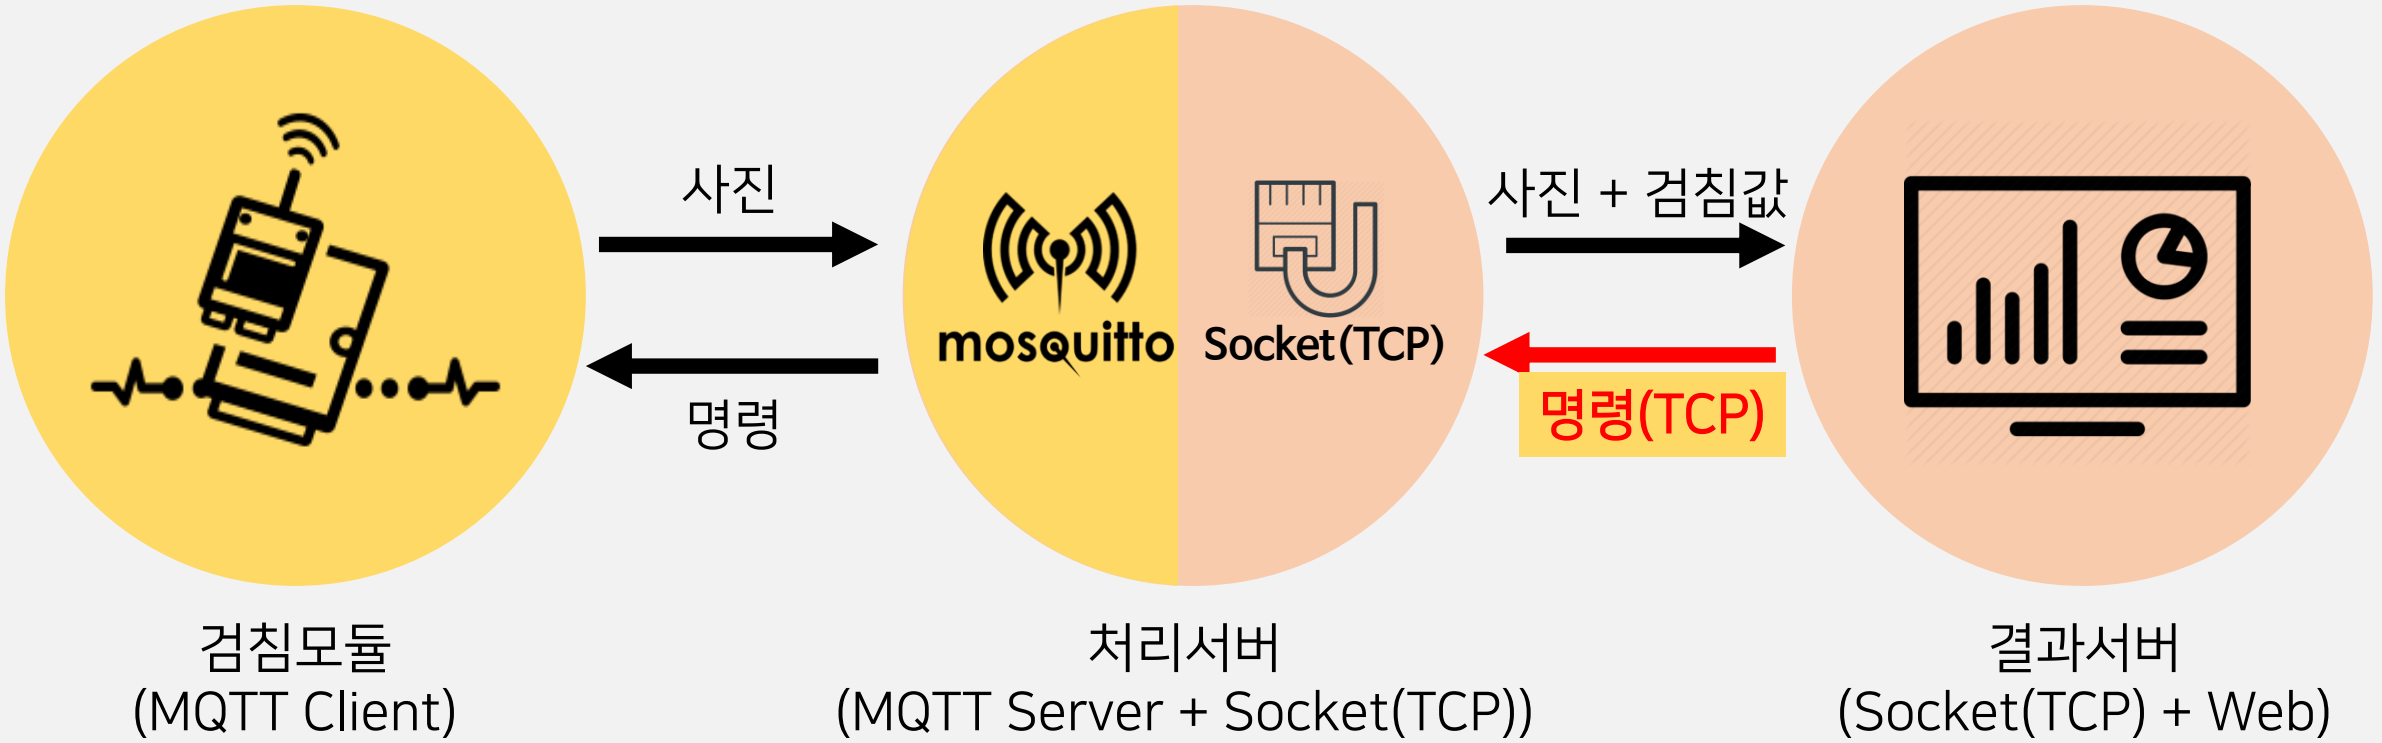 사진
명령
mosquitto
Socket(TCP)
사진 + 검침값
명령(TCP)
검침모듈
(MQTT Client)
처리서버
(MQTT Server + Socket(TCP))
결과서버
(Socket(TCP) + Web)